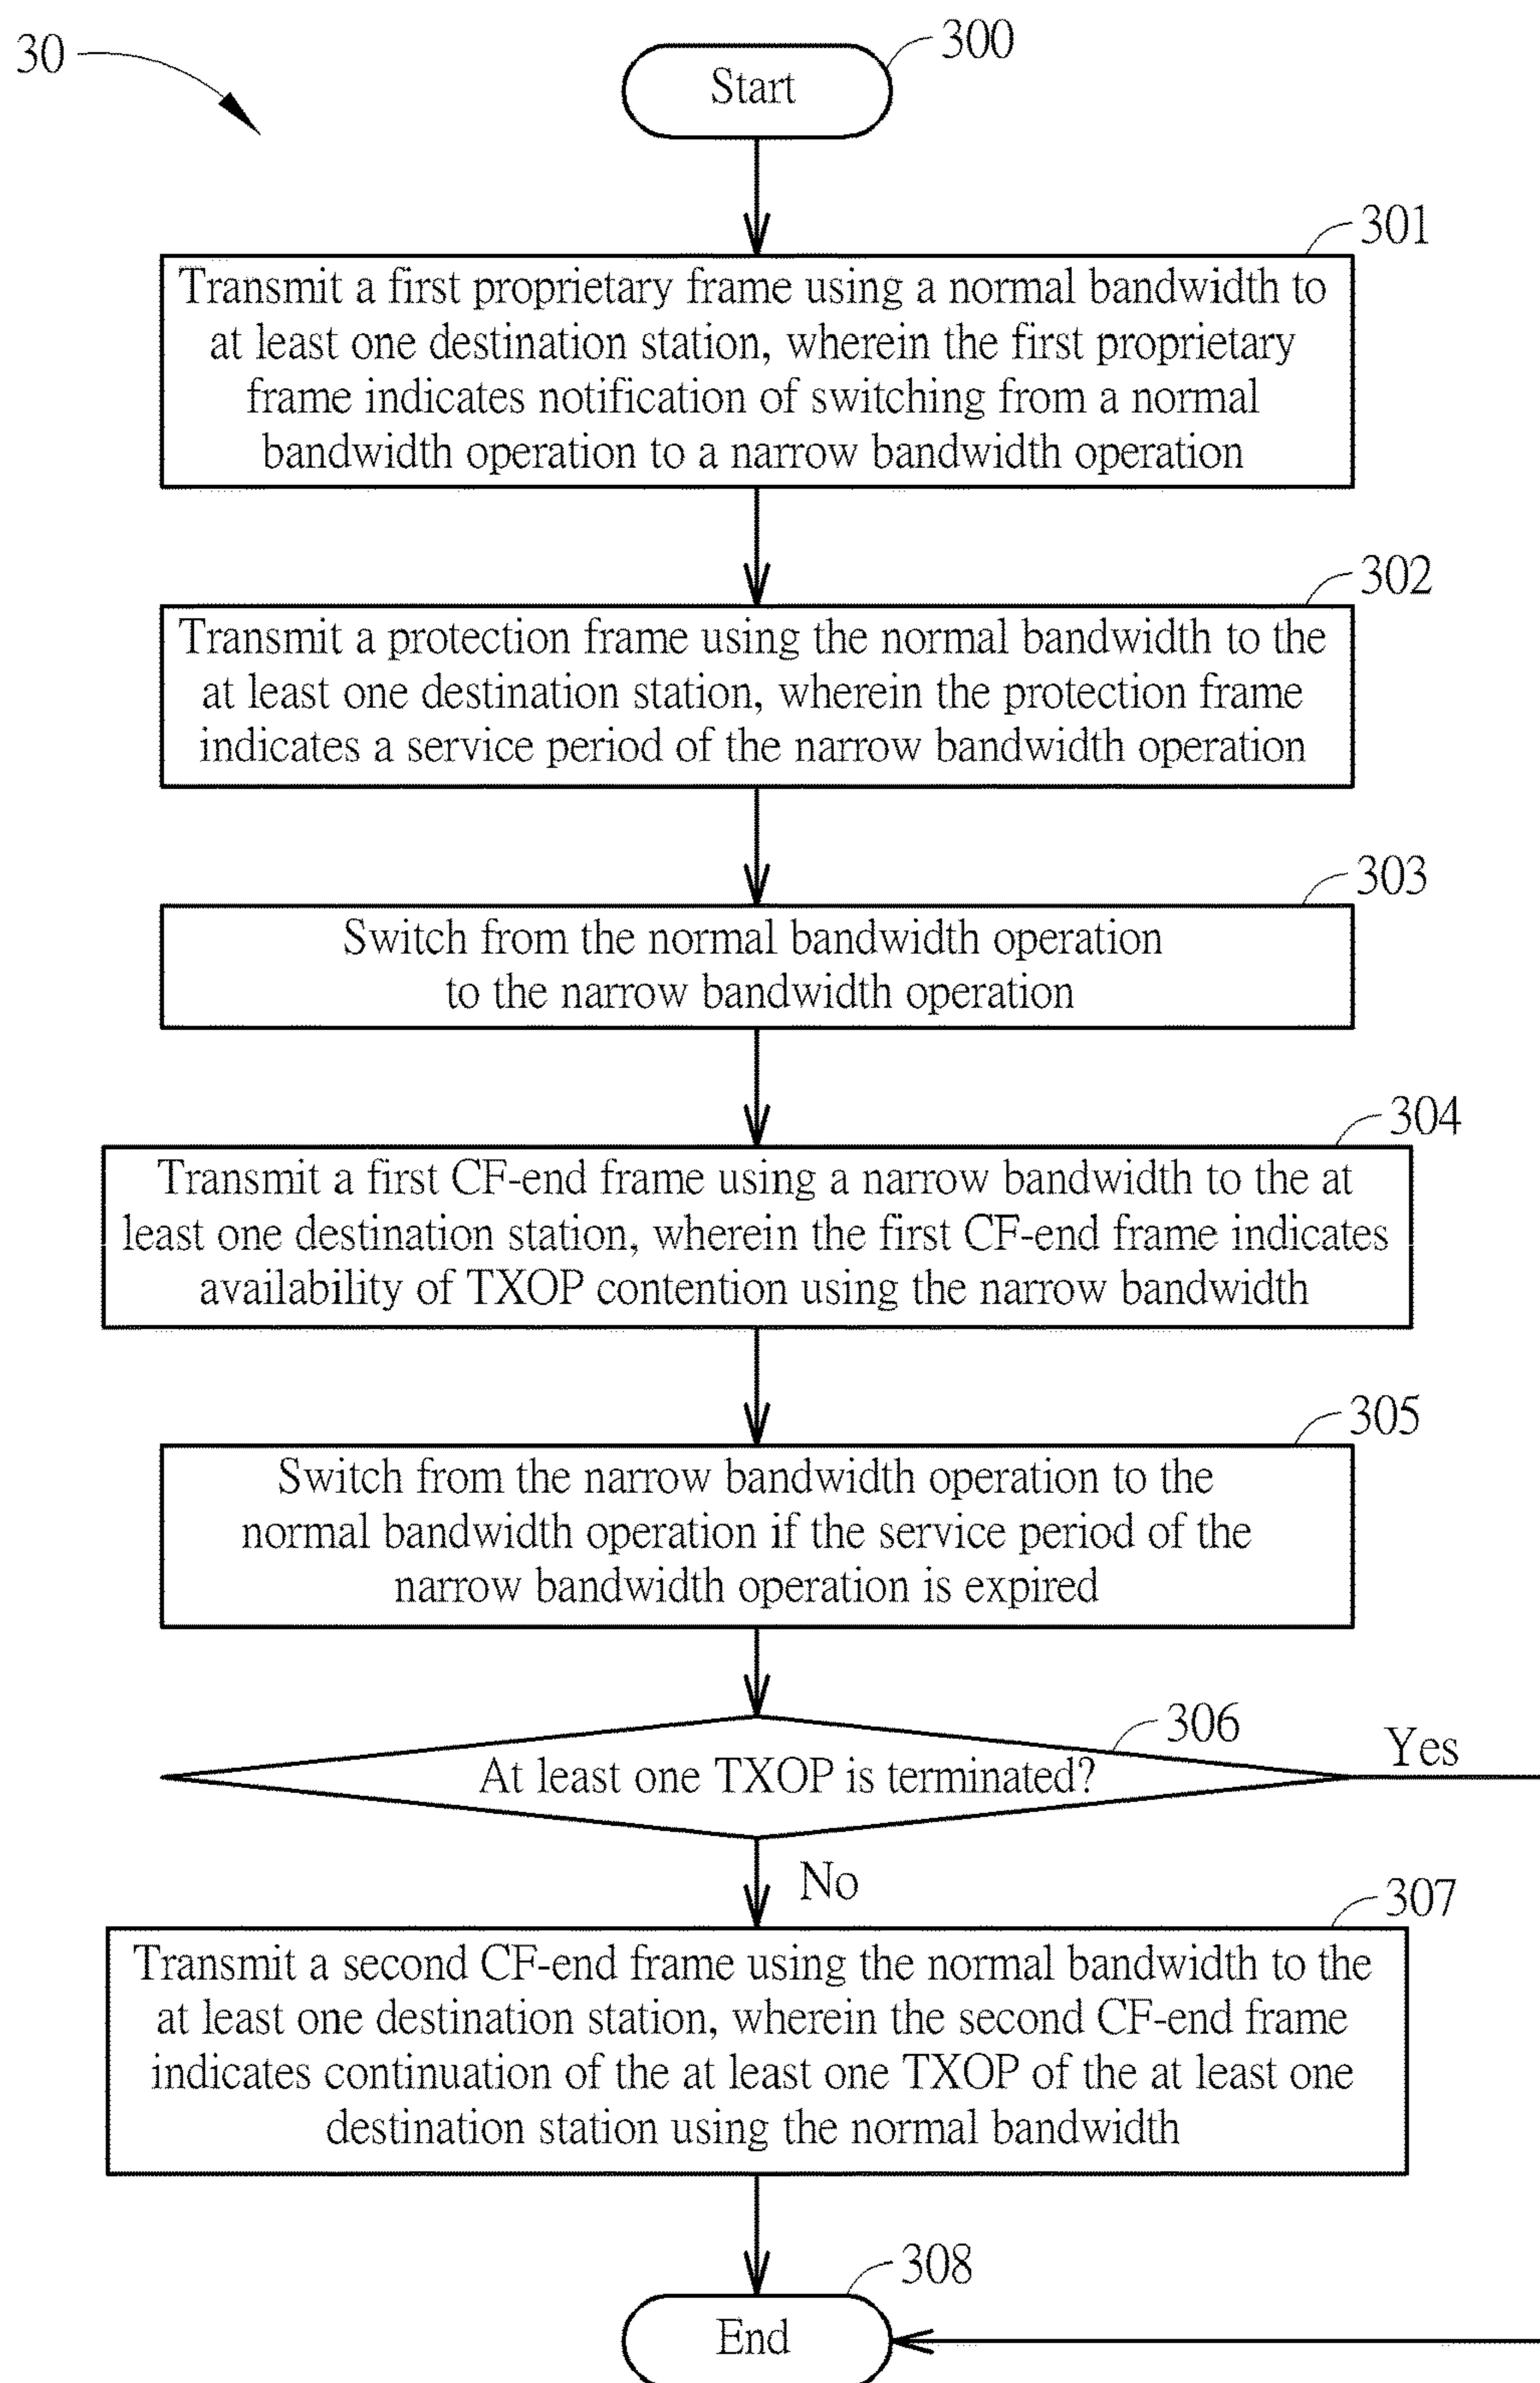 30
300
Start
301
Transmit a first proprietary frame using a normal bandwidth to
at least one destination station, wherein the first proprietary
frame indicates notification of switching from a normal
bandwidth operation to a narrow bandwidth operation
302
Transmit a protection frame using the normal bandwidth to the
at least one destination station, wherein the protection frame
indicates a service period of the narrow bandwidth operation
303
Switch from the normal bandwidth operation
to the narrow bandwidth operation
304
Transmit a first CF-end frame using a narrow bandwidth to the at
least one destination station, wherein the first CF-end frame indicates
availability of TXOP contention using the narrow bandwidth
305
Switch from the narrow bandwidth operation to the
normal bandwidth operation if the service period of the
narrow bandwidth operation is expired
306
At least one TXOP is terminated?
Yes
No
307
Transmit a second CF-end frame using the normal bandwidth to the
at least one destination station, wherein the second CF-end frame
indicates continuation of the at least one TXOP of the at least one
destination station using the normal bandwidth
308
End